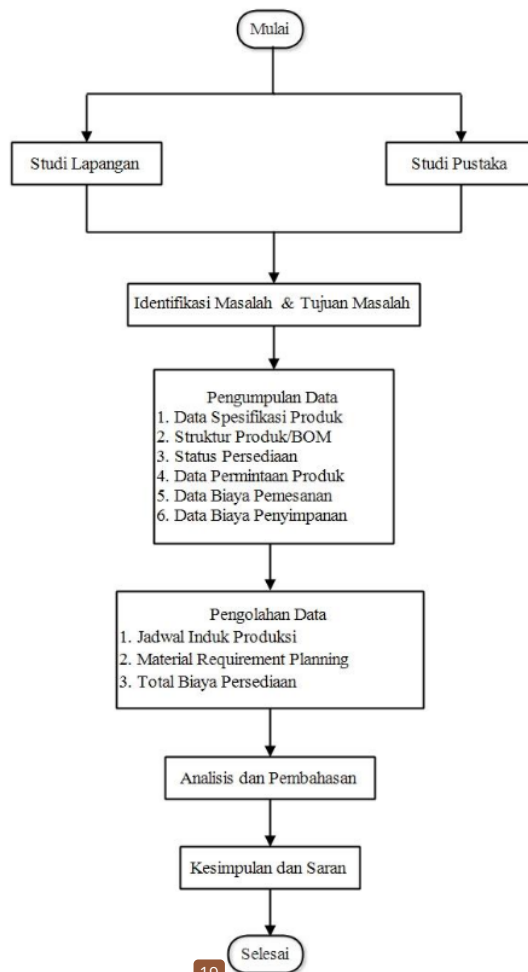 Mulai
Studi Lapangan
Studi Pustaka
Identifikasi Masalah & Tujuan Masalah
Pengumpulan Data
1. Data Spesifikasi Produk
2. Struktur Produk/BOM
3. Status Persediaan
4. Data Permintaan Produk
5. Data Biaya Pemesanan
6. Data Biaya Penyimpanan
Pengolahan Data
1. Jadwal Induk Produksi
2. Material Requirement Planning
3. Total Biaya Persediaan
Analisis dan Pembahasan
Kesimpulan dan Saran
Selesai